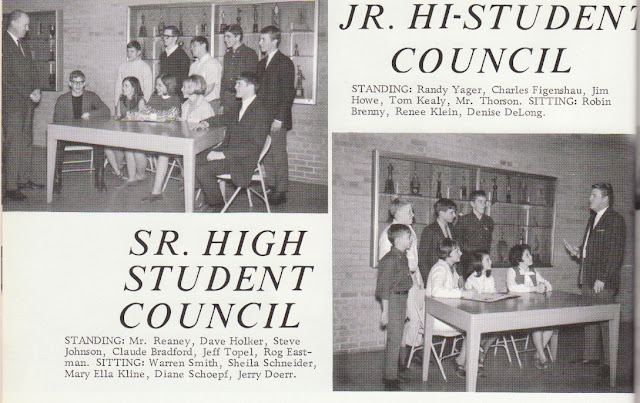 JR. HI-STUDENT
COUNCIL
STANDING: Randy Yager, Charles Figenshau, Jim
Howe, Tom Kealy, Mr. Thorson. SITTING: Robin
Brenny, Renee Klein, Denise DeLong.
SR. HIGH
STUDENT
COUNCIL
STANDING: Mr. Reaney, Dave Holker, Steve
Johnson, Claude Bradford, Jeff Topel, Rog East-
man. SITTING: Warren Smith, Sheila Schneider,
Mary Ella Kline, Diane Schoepf, Jerry Doerr.